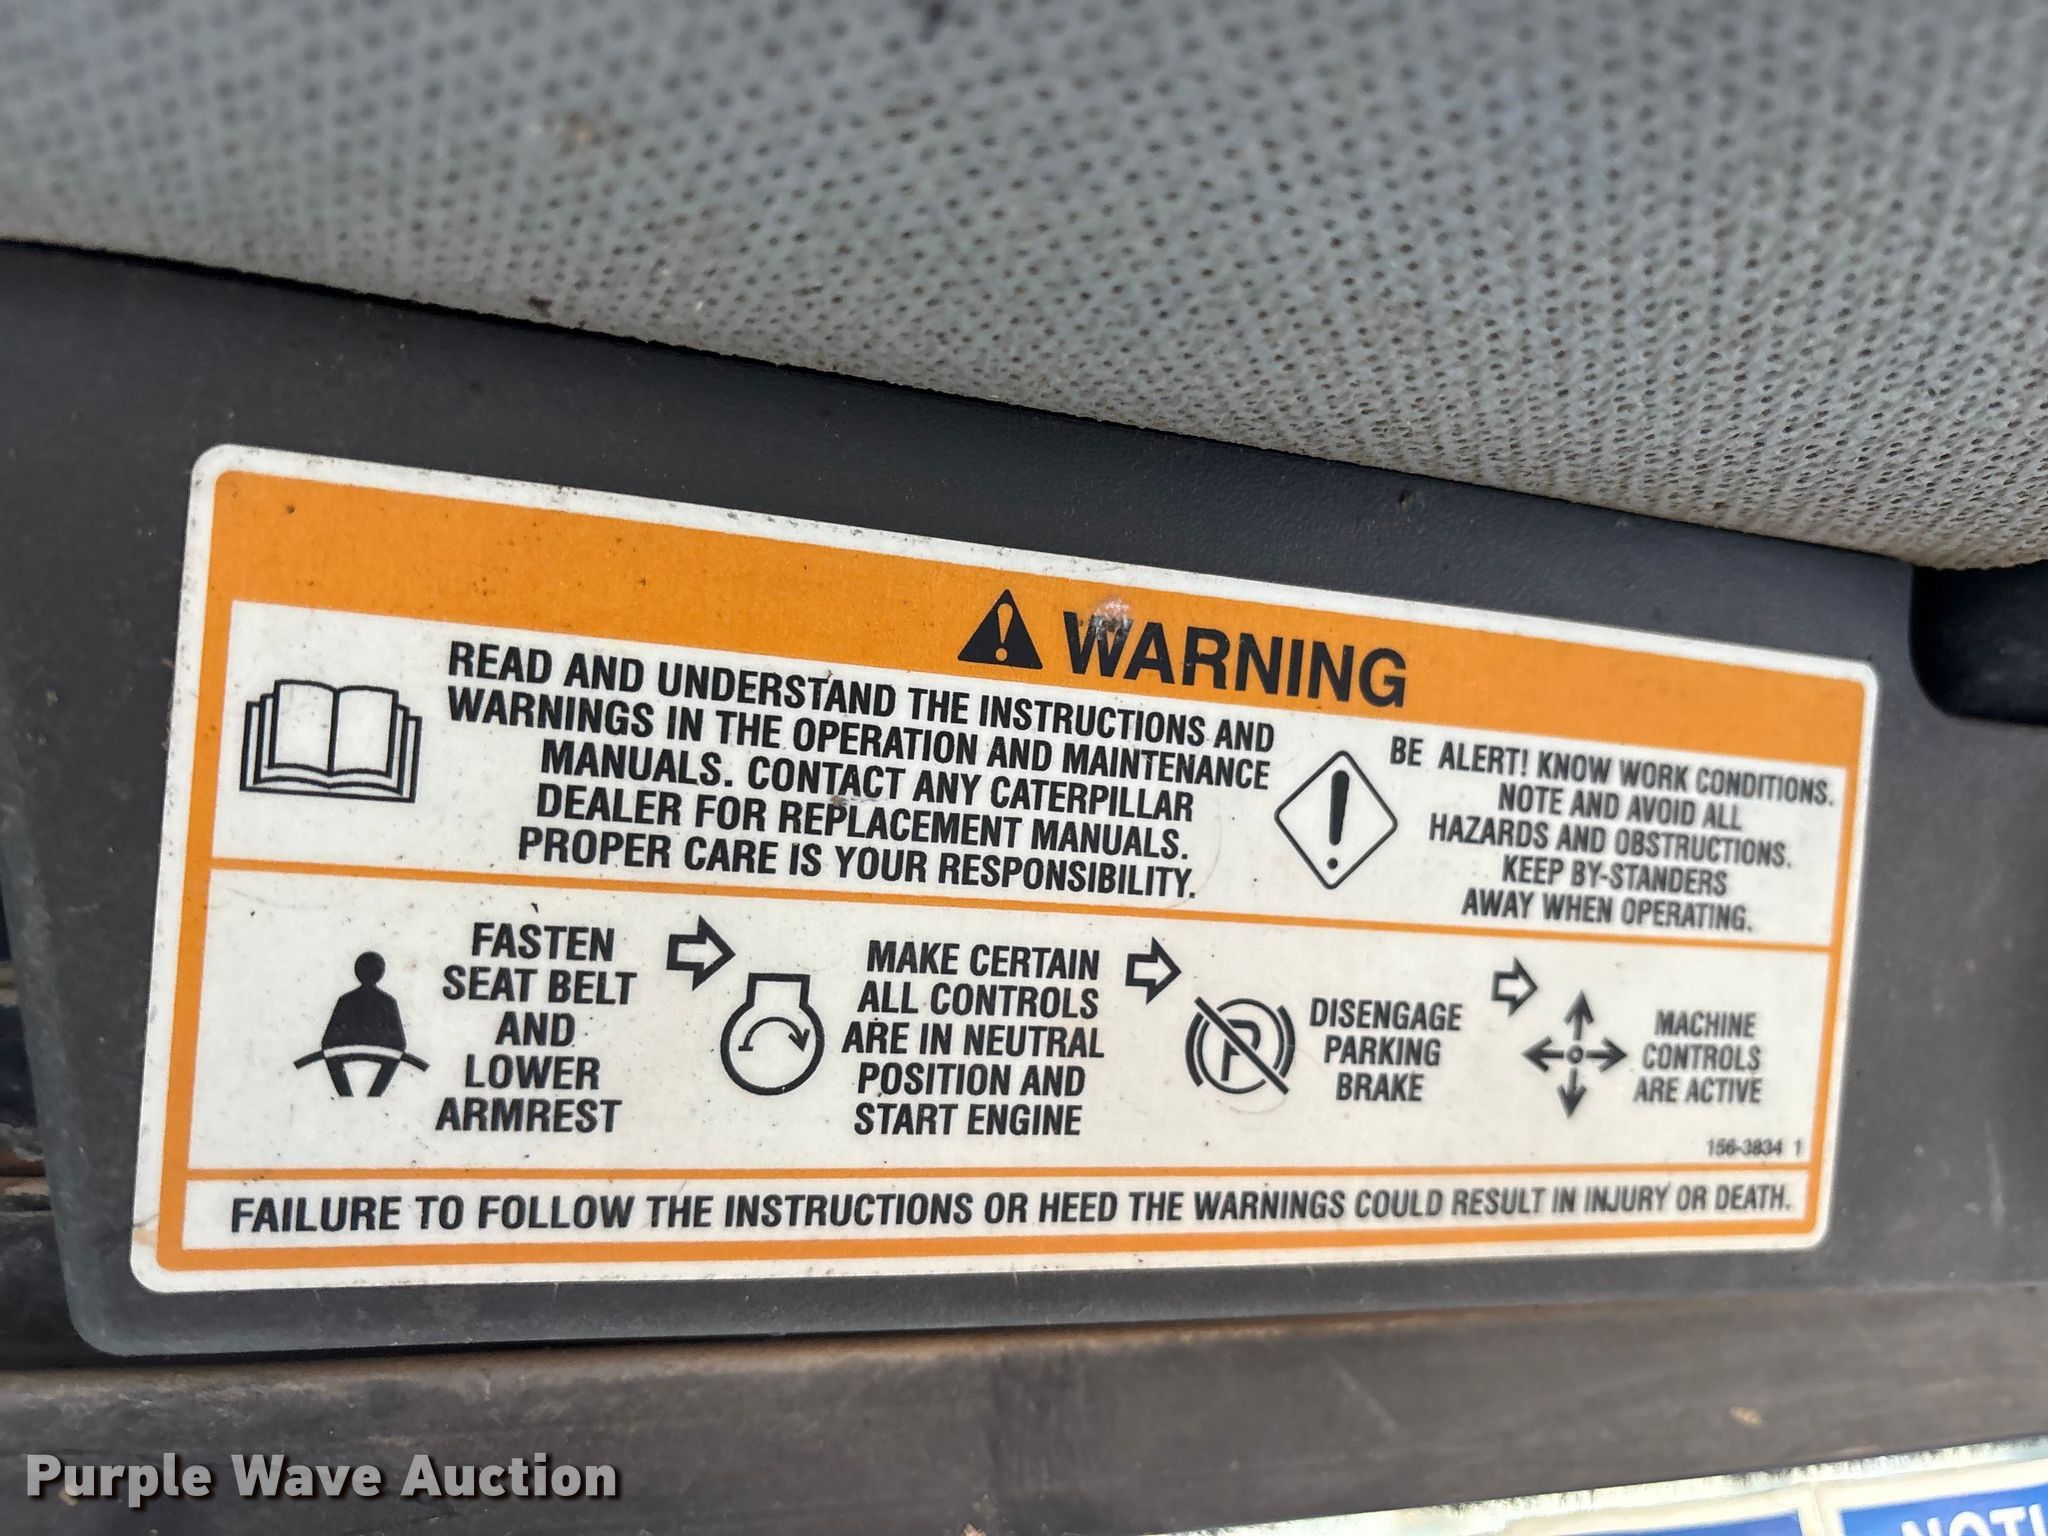 WARNING
READ AND UNDERSTAND THE INSTRUCTIONS AND
WARNINGS IN THE OPERATION AND MAINTENANCE
MANUALS. CONTACT ANY CATERPILLAR
DEALER FOR REPLACEMENT MANUALS.
PROPER CARE IS YOUR RESPONSIBILITY.
BE ALERT! KNOW WORK CONDITIONS.
NOTE AND AVOID ALL
HAZARDS AND OBSTRUCTIONS.
KEEP BY-STANDERS
AWAY WHEN OPERATING.
FASTEN
SEAT BELT
AND
LOWER
ARMREST
MAKE CERTAIN
ALL CONTROLS
ARE IN NEUTRAL
POSITION AND
START ENGINE
P
DISENGAGE
PARKING
BRAKE
MACHINE
CONTROLS
ARE ACTIVE
156-3834 1
FAILURE TO FOLLOW THE INSTRUCTIONS OR HEED THE WARNINGS COULD RESULT IN INJURY OR DEATH.
Purple Wave Auction